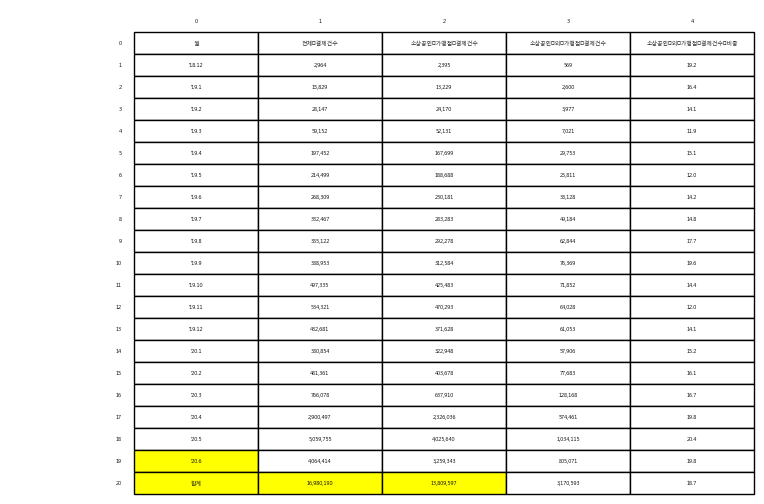 0 1 2 3 4
0 월 전체□결제건수 소상공인□가맹점□결제건수 소상공인□외□가맹점□결제건수 소상공인□외□가맹점□결제건수□비중
1 '18.12 2,964 2,395 569 19.2
2 '19.1 15,829 13,229 2,600 16.4
3 '19.2 28,147 24,170 3,977 14.1
4 '19.3 59,152 52,131 7,021 11.9
5 '19.4 197,452 167,699 29,753 15.1
6 '19.5 214,499 188,688 25,811 12.0
7 '19.6 268,309 230,181 38,128 14.2
8 '19.7 332,467 283,283 49,184 14.8
9 '19.8 355,122 292,278 62,844 17.7
10 '19.9 388,953 312,584 76,369 19.6
11 '19.10 497,335 425,483 71,852 14.4
12 '19.11 534,321 470,293 64,028 12.0
13 '19.12 432,681 371,628 61,053 14.1
14 '20.1 380,854 322,948 57,906 15.2
15 '20.2 481,361 403,678 77,683 16.1
16 '20.3 766,078 637,910 128,168 16.7
17 '20.4 2,900,497 2,326,036 574,461 19.8
18 '20.5 5,059,755 4,025,640 1,034,115 20.4
19 '20.6 4,064,414 3,259,343 805,071 19.8
20 합계 16,980,190 13,809,597 3,170,593 18.7